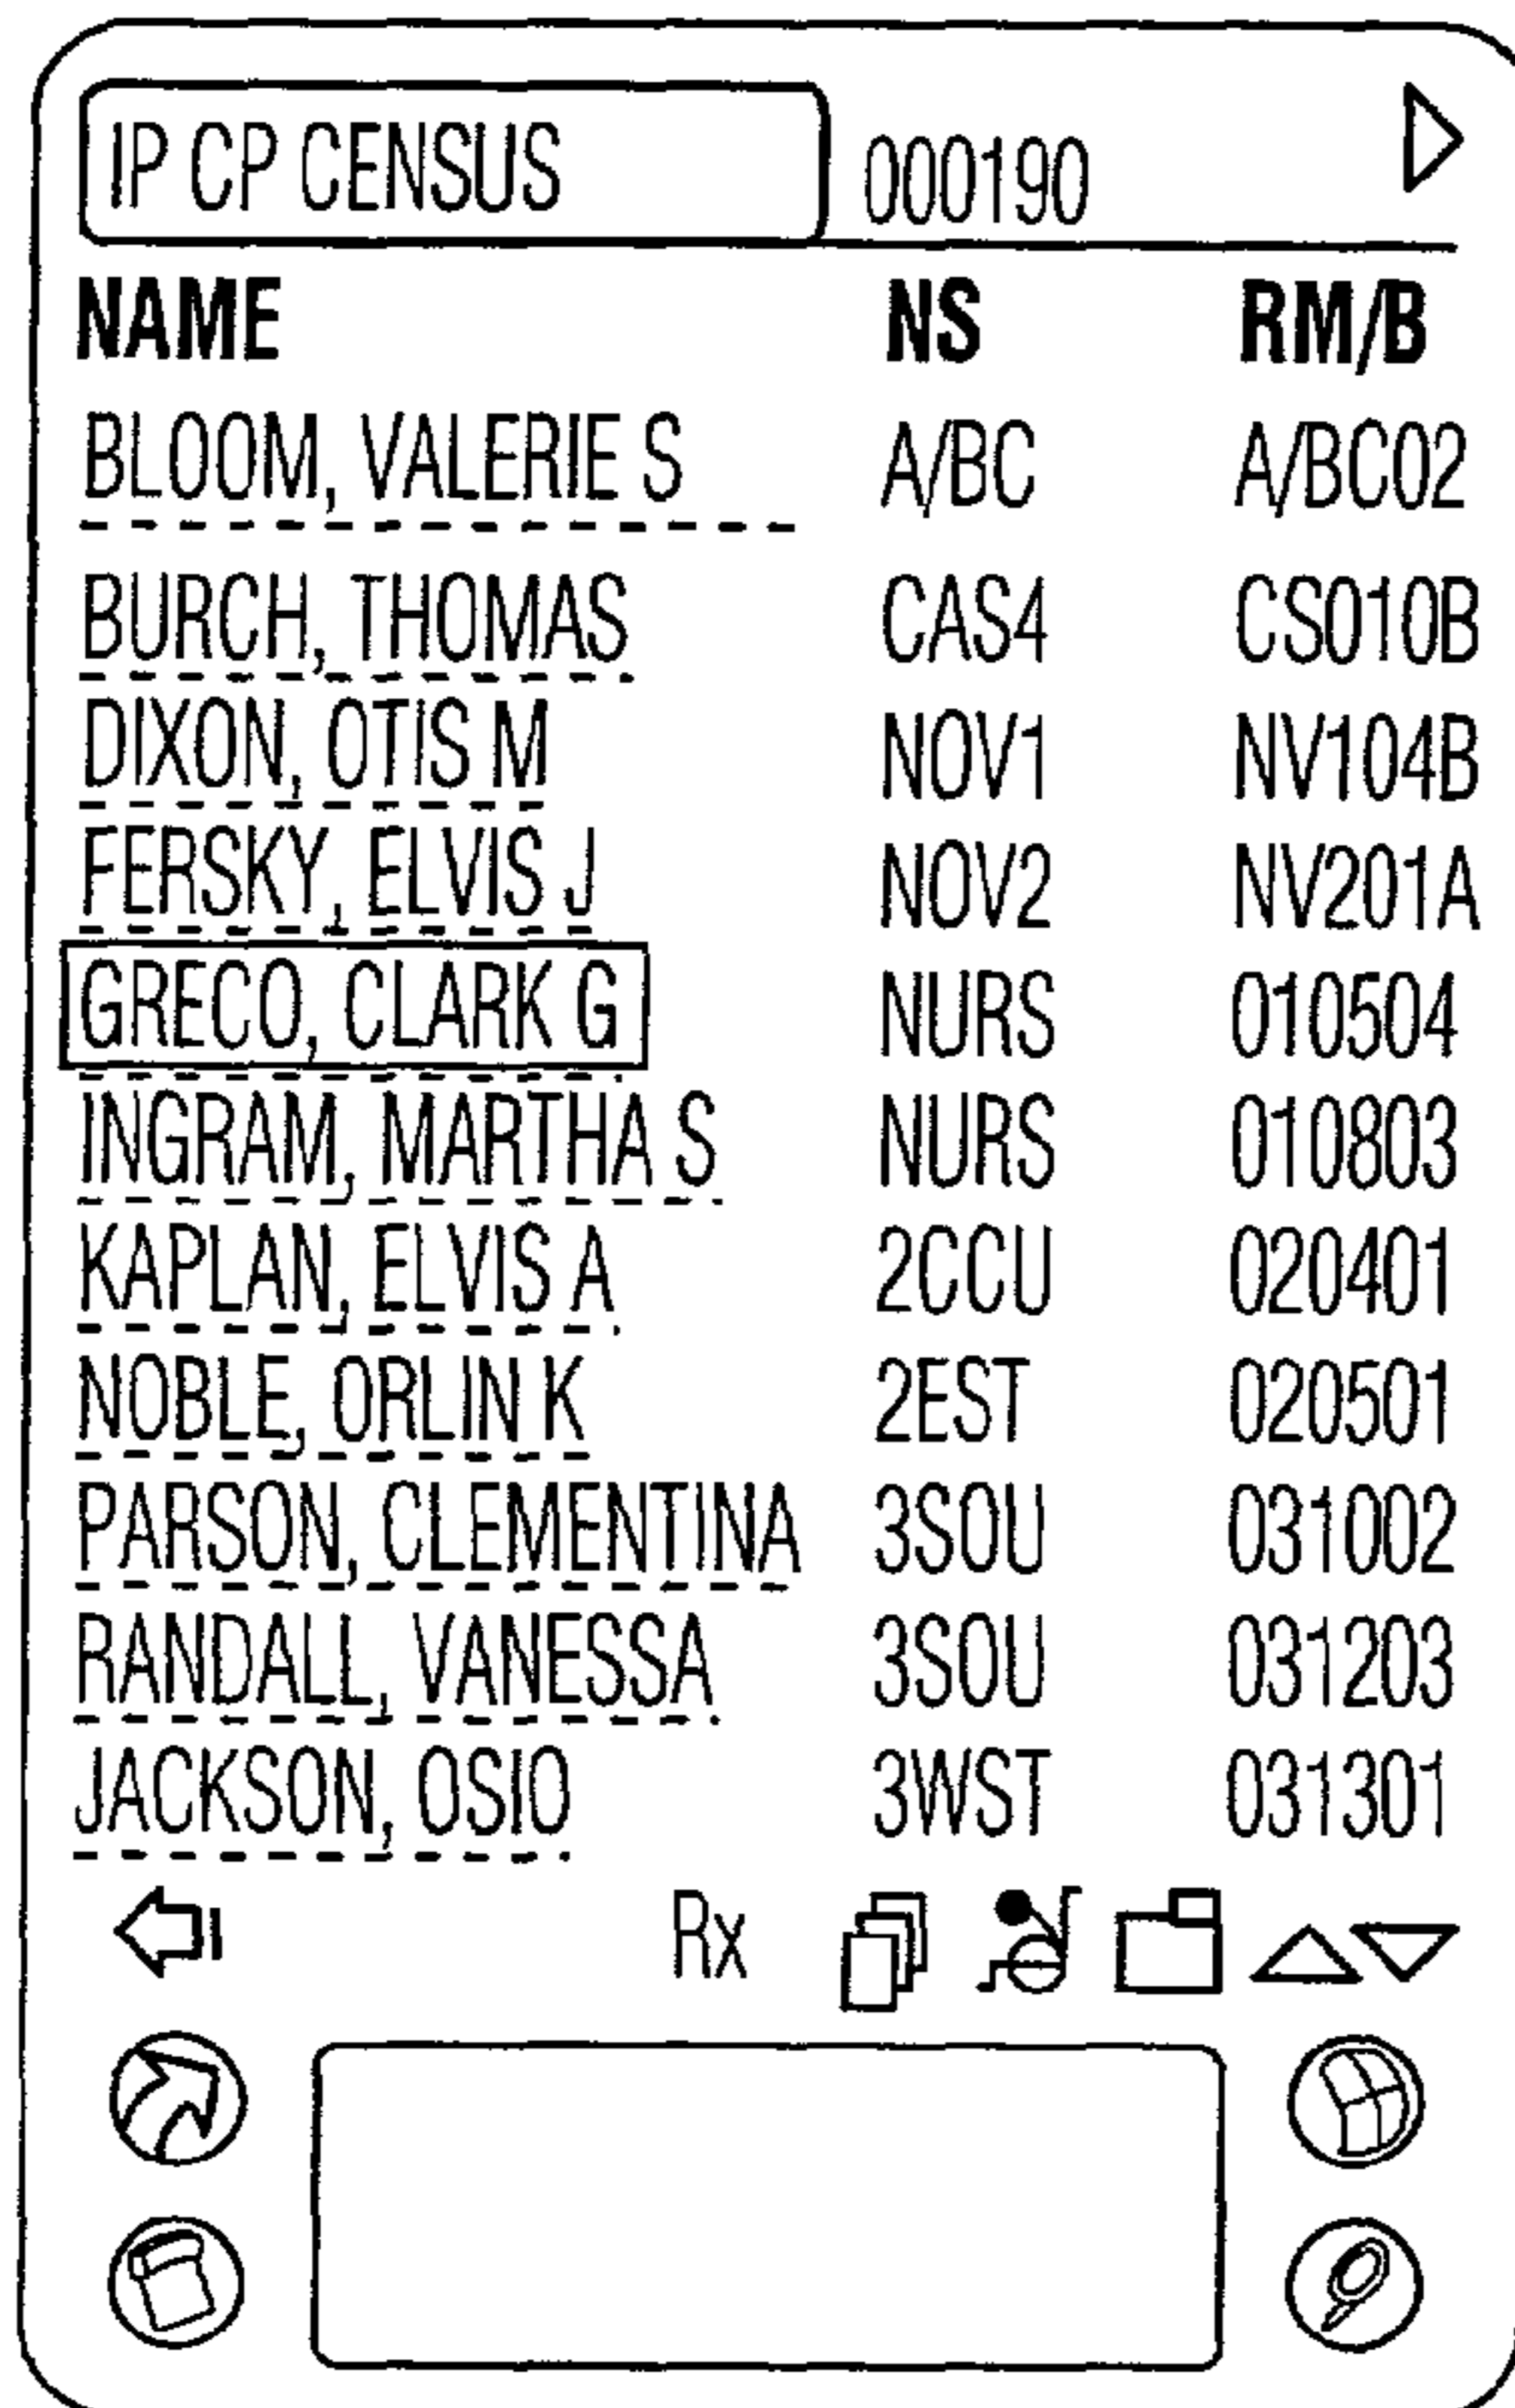 IP CP CENSUS 000190
NAME NS RM/B
BLOOM, VALERIE S A/BC A/BC02
BURCH, THOMAS CAS4 CS010B
DIXON, OTIS M NOV1 NV104B
FERSKY, ELVIS J NOV2 NV201A
GRECO, CLARK G NURS 010504
INGRAM, MARTHA S NURS 010803
KAPLAN, ELVIS A 2CCU 020401
NOBLE, ORLIN K 2EST 020501
PARSON, CLEMENTINA 3SOU 031002
RANDALL, VANESSA 3SOU 031203
JACKSON, OSIO 3WST 031301
Rx